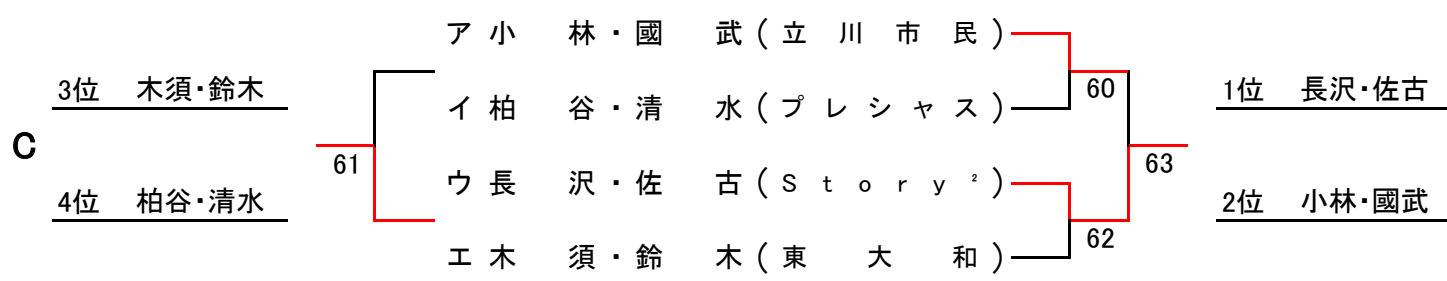 C
3位 木須・鈴木
4位 柏谷・清水
61
ア 小林・國武(立川市民)
イ 柏谷・清水(プレシャス)
ウ 長沢・佐古(Story²)
エ 木須・鈴木(東大和)
60
62
63
1位 長沢・佐古
2位 小林・國武